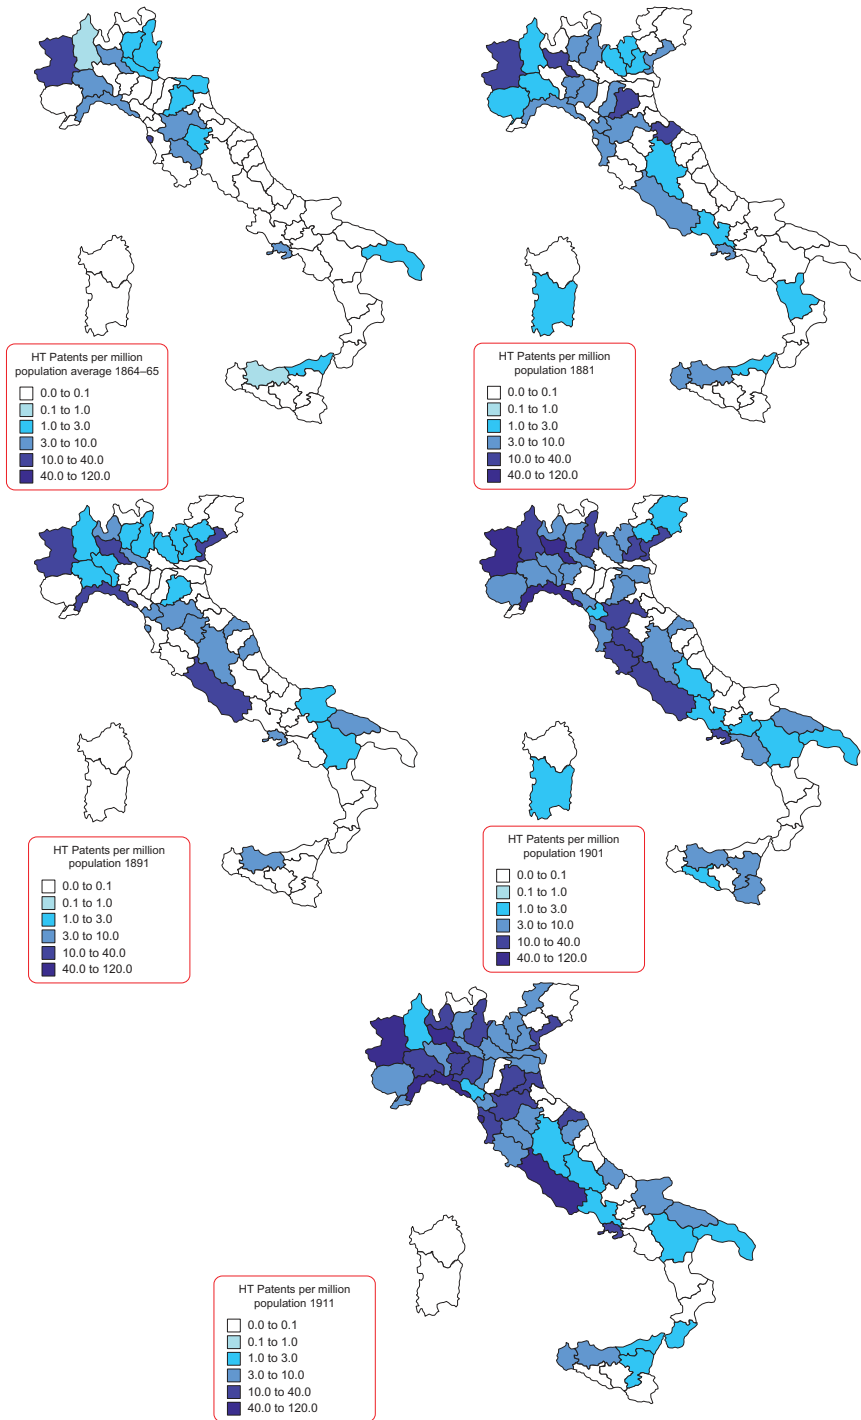 HT Patents per million
population average 1864–65
0.0 to 0.1
0.1 to 1.0
1.0 to 3.0
3.0 to 10.0
10.0 to 40.0
40.0 to 120.0
HT Patents per million
population 1881
0.0 to 0.1
0.1 to 1.0
1.0 to 3.0
3.0 to 10.0
10.0 to 40.0
40.0 to 120.0
HT Patents per million
population 1891
0.0 to 0.1
0.1 to 1.0
1.0 to 3.0
3.0 to 10.0
10.0 to 40.0
40.0 to 120.0
HT Patents per million
population 1901
0.0 to 0.1
0.1 to 1.0
1.0 to 3.0
3.0 to 10.0
10.0 to 40.0
40.0 to 120.0
HT Patents per million
population 1911
0.0 to 0.1
0.1 to 1.0
1.0 to 3.0
3.0 to 10.0
10.0 to 40.0
40.0 to 120.0